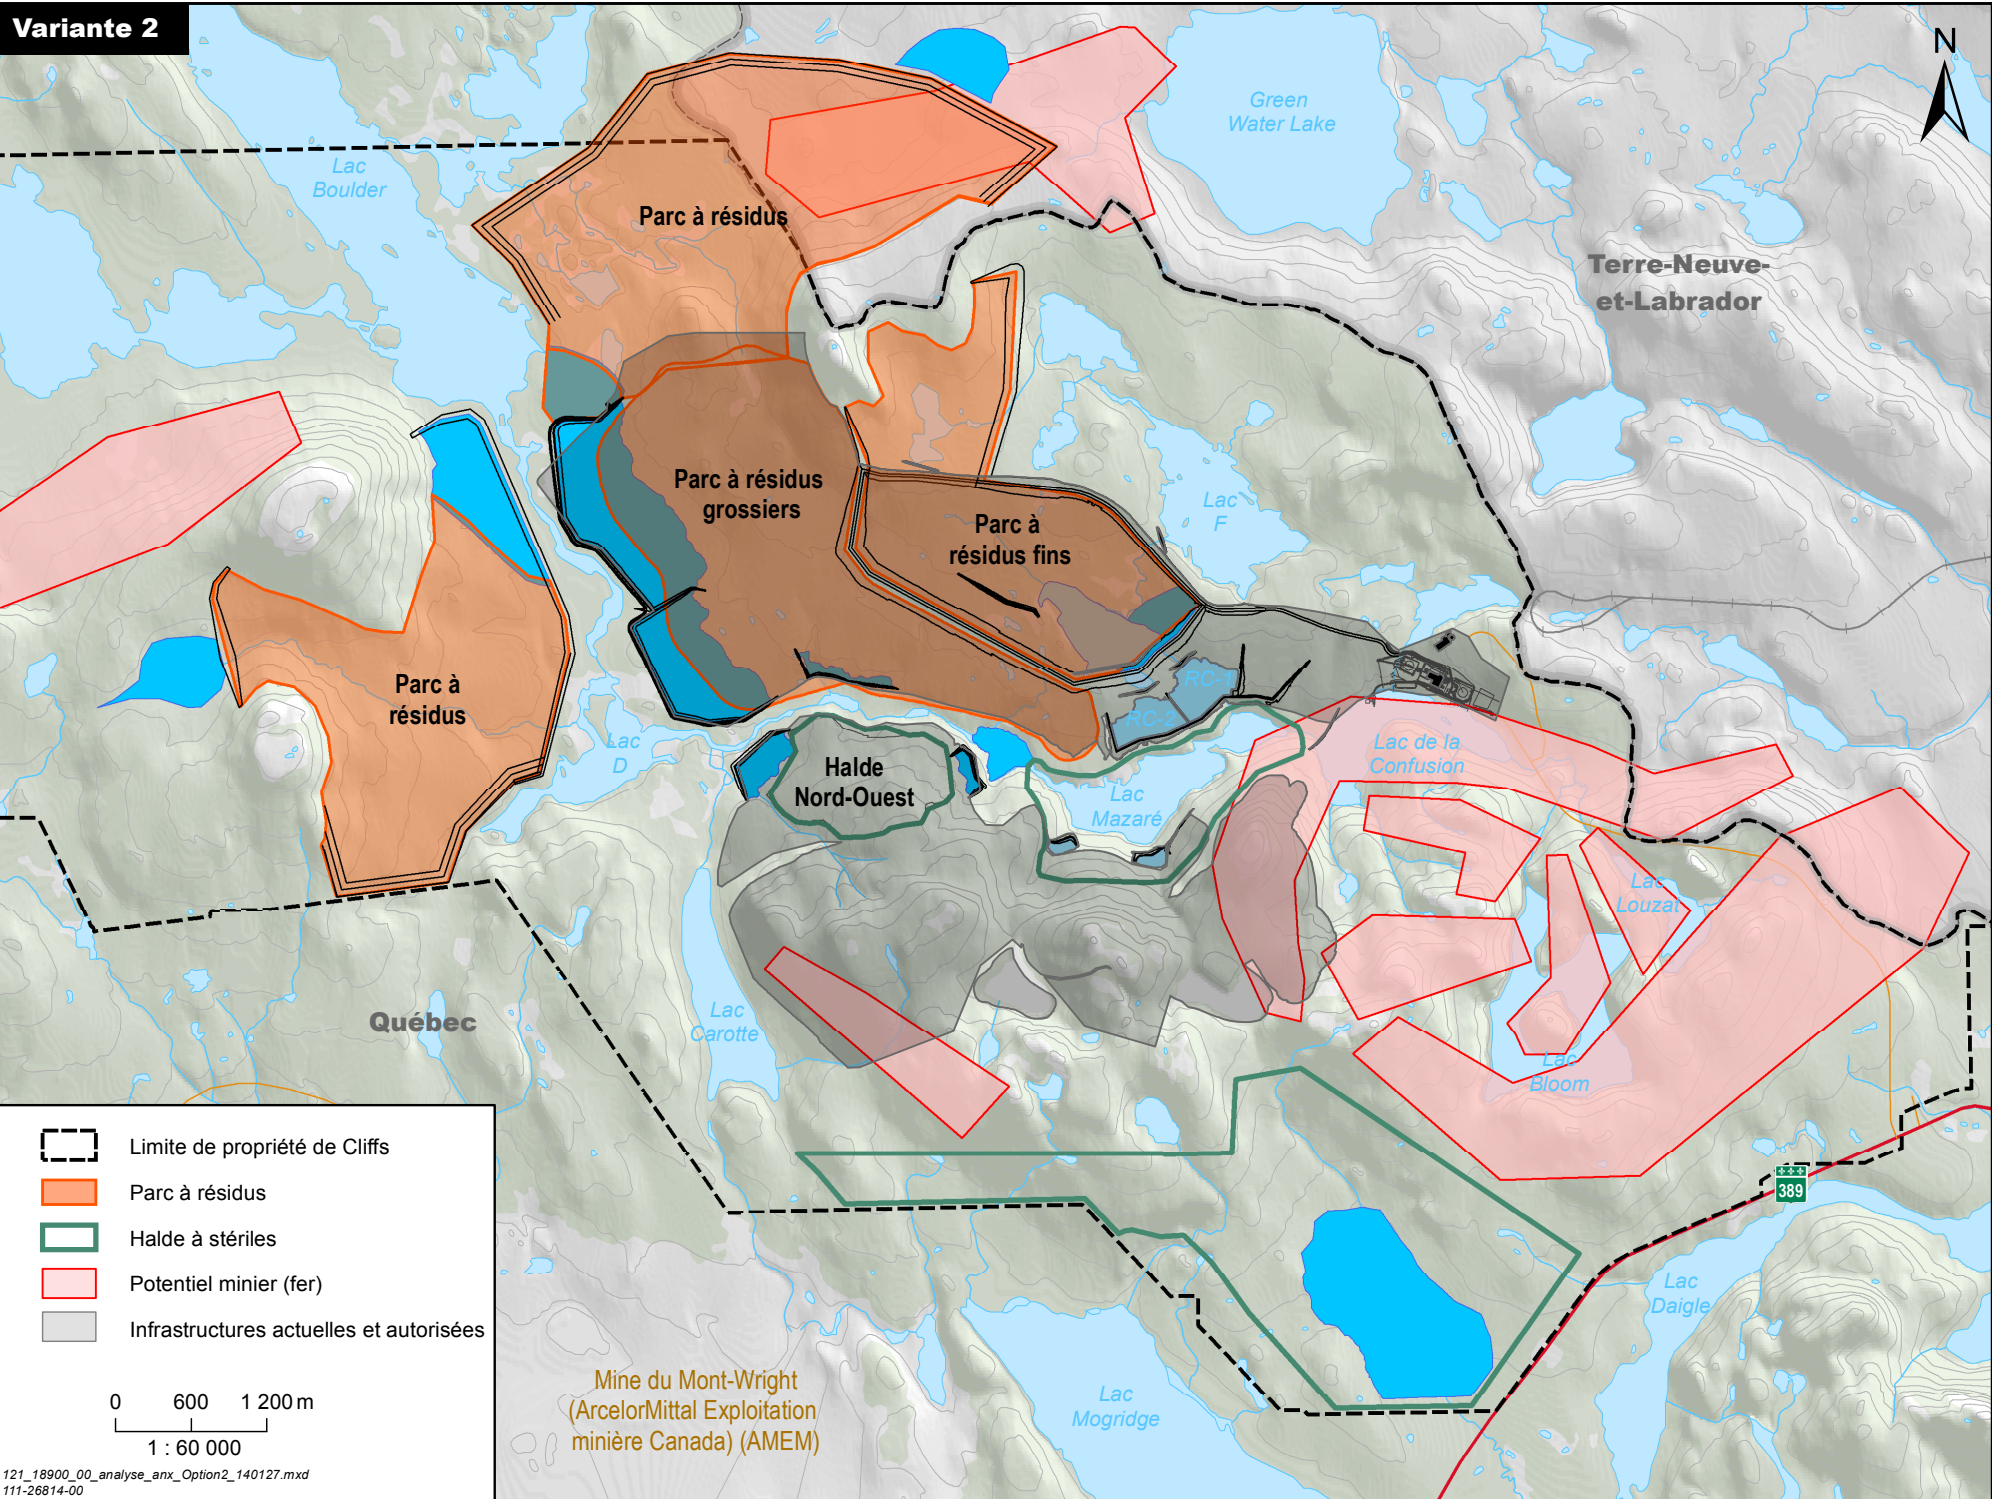 Variante 2
N
Green
Water Lake
Lac
Boulder
Parc à résidus
Terre-Neuve-
et-Labrador
Parc à résidus
grossiers
Lac
F
Parc à
résidus fins
Parc à
résidus
RC-1
RC-2
Lac
D
Lac de la
Confusion
Halde
Nord-Ouest
Lac
Mazaré
Lac
Louzat
Lac
Carotte
Québec
Lac
Bloom
389
Lac
Daigle
Limite de propriété de Cliffs
Parc à résidus
Halde à stériles
Potentiel minier (fer)
Infrastructures actuelles et autorisées
0 600 1 200 m
1 : 60 000
Mine du Mont-Wright
(ArcelorMittal Exploitation
minière Canada) (AMEM)
Lac
Mogridge
121_18900_00_analyse_anx_Option2_140127.mxd
111-26814-00